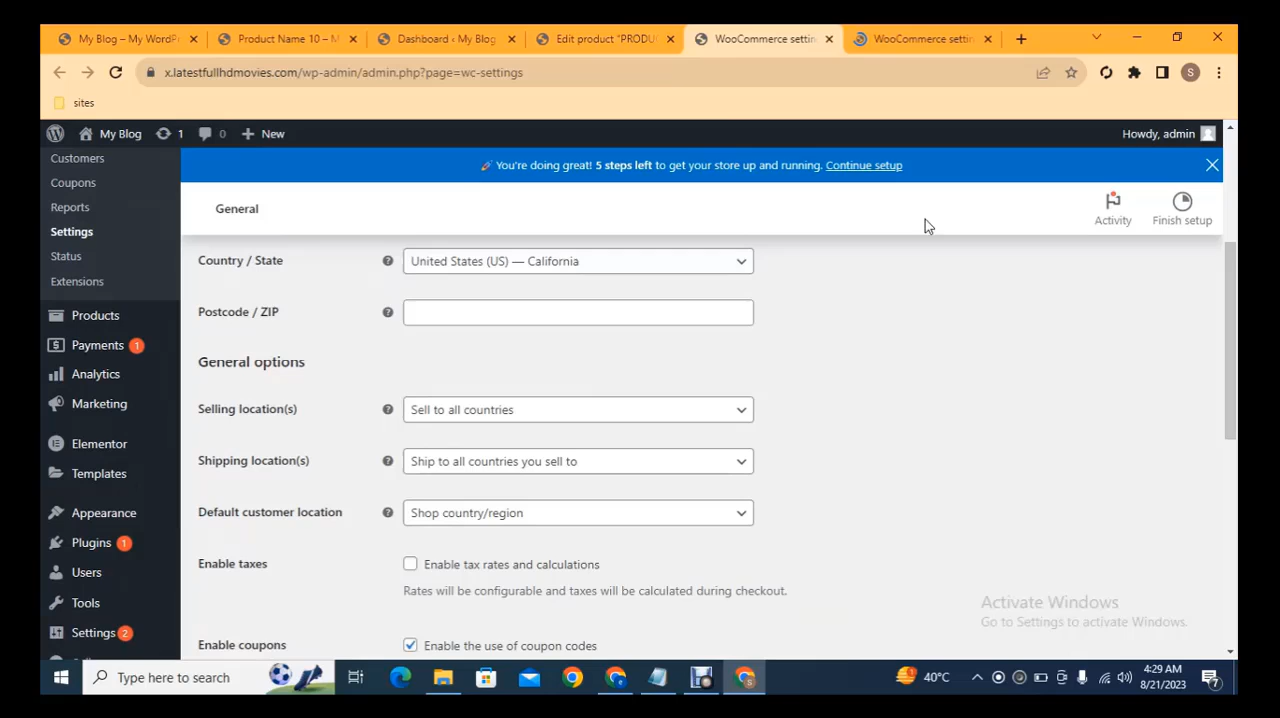 My Blog – My WordPr
Product Name 10 – M
Dashboard ‹ My Blog
Edit product "PRODU
WooCommerce settin
WooCommerce settin
x.latestfullhdmovies.com/wp-admin/admin.php?page=wc-settings
S
sites
My Blog
1
0
New
Howdy, admin
Customers
Coupons
Reports
Settings
Status
Extensions
Products
Payments 1
Analytics
Marketing
Elementor
Templates
Appearance
Plugins 1
Users
Tools
Settings 2
🚀 You're doing great! 5 steps left to get your store up and running. Continue setup
General
Activity
Finish setup
Country / State
United States (US) — California
Postcode / ZIP
General options
Selling location(s)
Sell to all countries
Shipping location(s)
Ship to all countries you sell to
Default customer location
Shop country/region
Enable taxes
Enable tax rates and calculations
Rates will be configurable and taxes will be calculated during checkout.
Enable coupons
Enable the use of coupon codes
Activate Windows
Go to Settings to activate Windows.
Type here to search
40°C
4:29 AM
8/21/2023
7